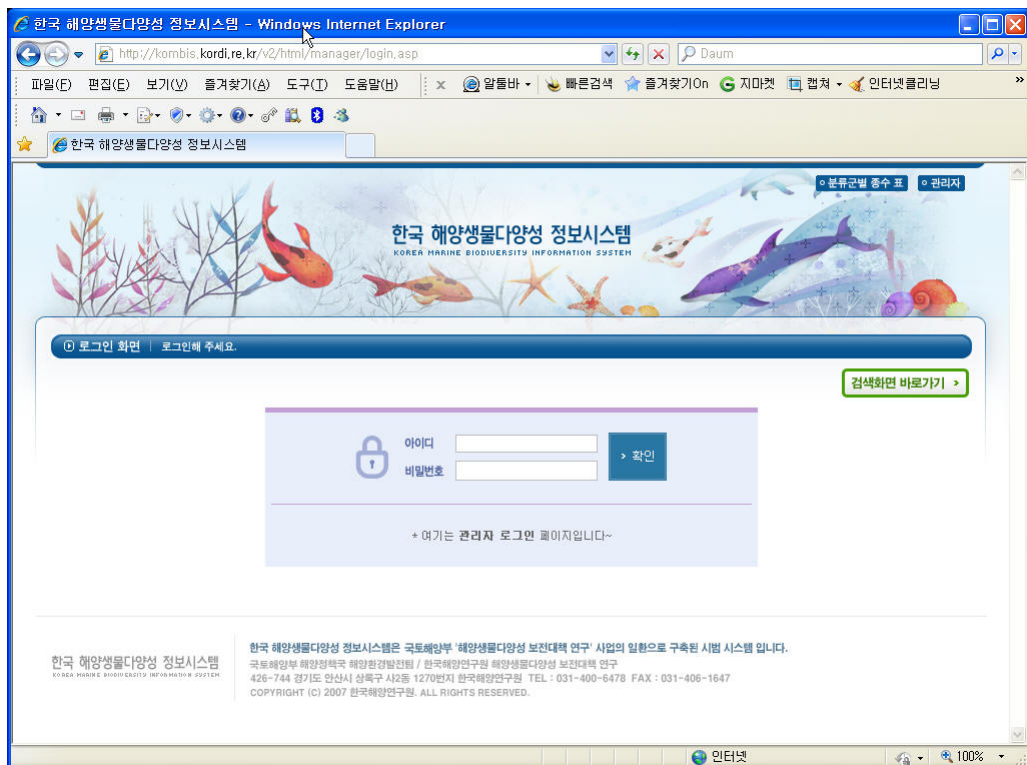 한국 해양생물다양성 정보시스템 - Windows Internet Explorer
http://kombis.kordi.re.kr/v2/html/manager/login.asp
Daum
파일(F) 편집(E) 보기(V) 즐겨찾기(A) 도구(T) 도움말(H) x 알툴바 빠른검색 즐겨찾기On 지마켓 캡쳐 인터넷클리닝 »
한국 해양생물다양성 정보시스템
분류군별 종수 표 관리자
한국 해양생물다양성 정보시스템
KOREA MARINE BIODIVERSITY INFORMATION SYSTEM
로그인 화면 | 로그인해 주세요.
검색화면 바로가기 >
아이디
비밀번호
> 확인
+ 여기는 관리자 로그인 페이지입니다~
한국 해양생물다양성 정보시스템
KOREA MARINE BIODIVERSITY INFORMATION SYSTEM
한국 해양생물다양성 정보시스템은 국토해양부 '해양생물다양성 보전대책 연구' 사업의 일환으로 구축된 시범 시스템 입니다.
국토해양부 해양정책국 해양환경발전팀 / 한국해양연구원 해양생물다양성 보전대책 연구
426-744 경기도 안산시 상록구 사2동 1270번지 한국해양연구원 TEL : 031-400-6478 FAX : 031-406-1647
COPYRIGHT (C) 2007 한국해양연구원. ALL RIGHTS RESERVED.
인터넷 100%